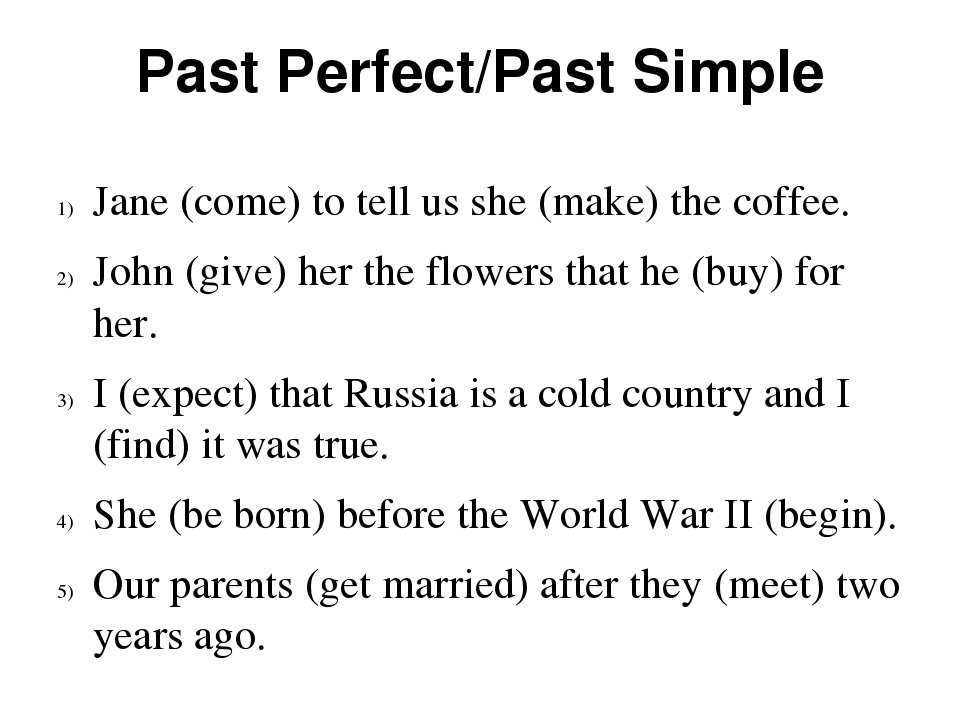 Past Perfect/Past Simple
1) Jane (come) to tell us she (make) the coffee.
2) John (give) her the flowers that he (buy) for
her.
3) I (expect) that Russia is a cold country and I
(find) it was true.
4) She (be born) before the World War II (begin).
5) Our parents (get married) after they (meet) two
years ago.